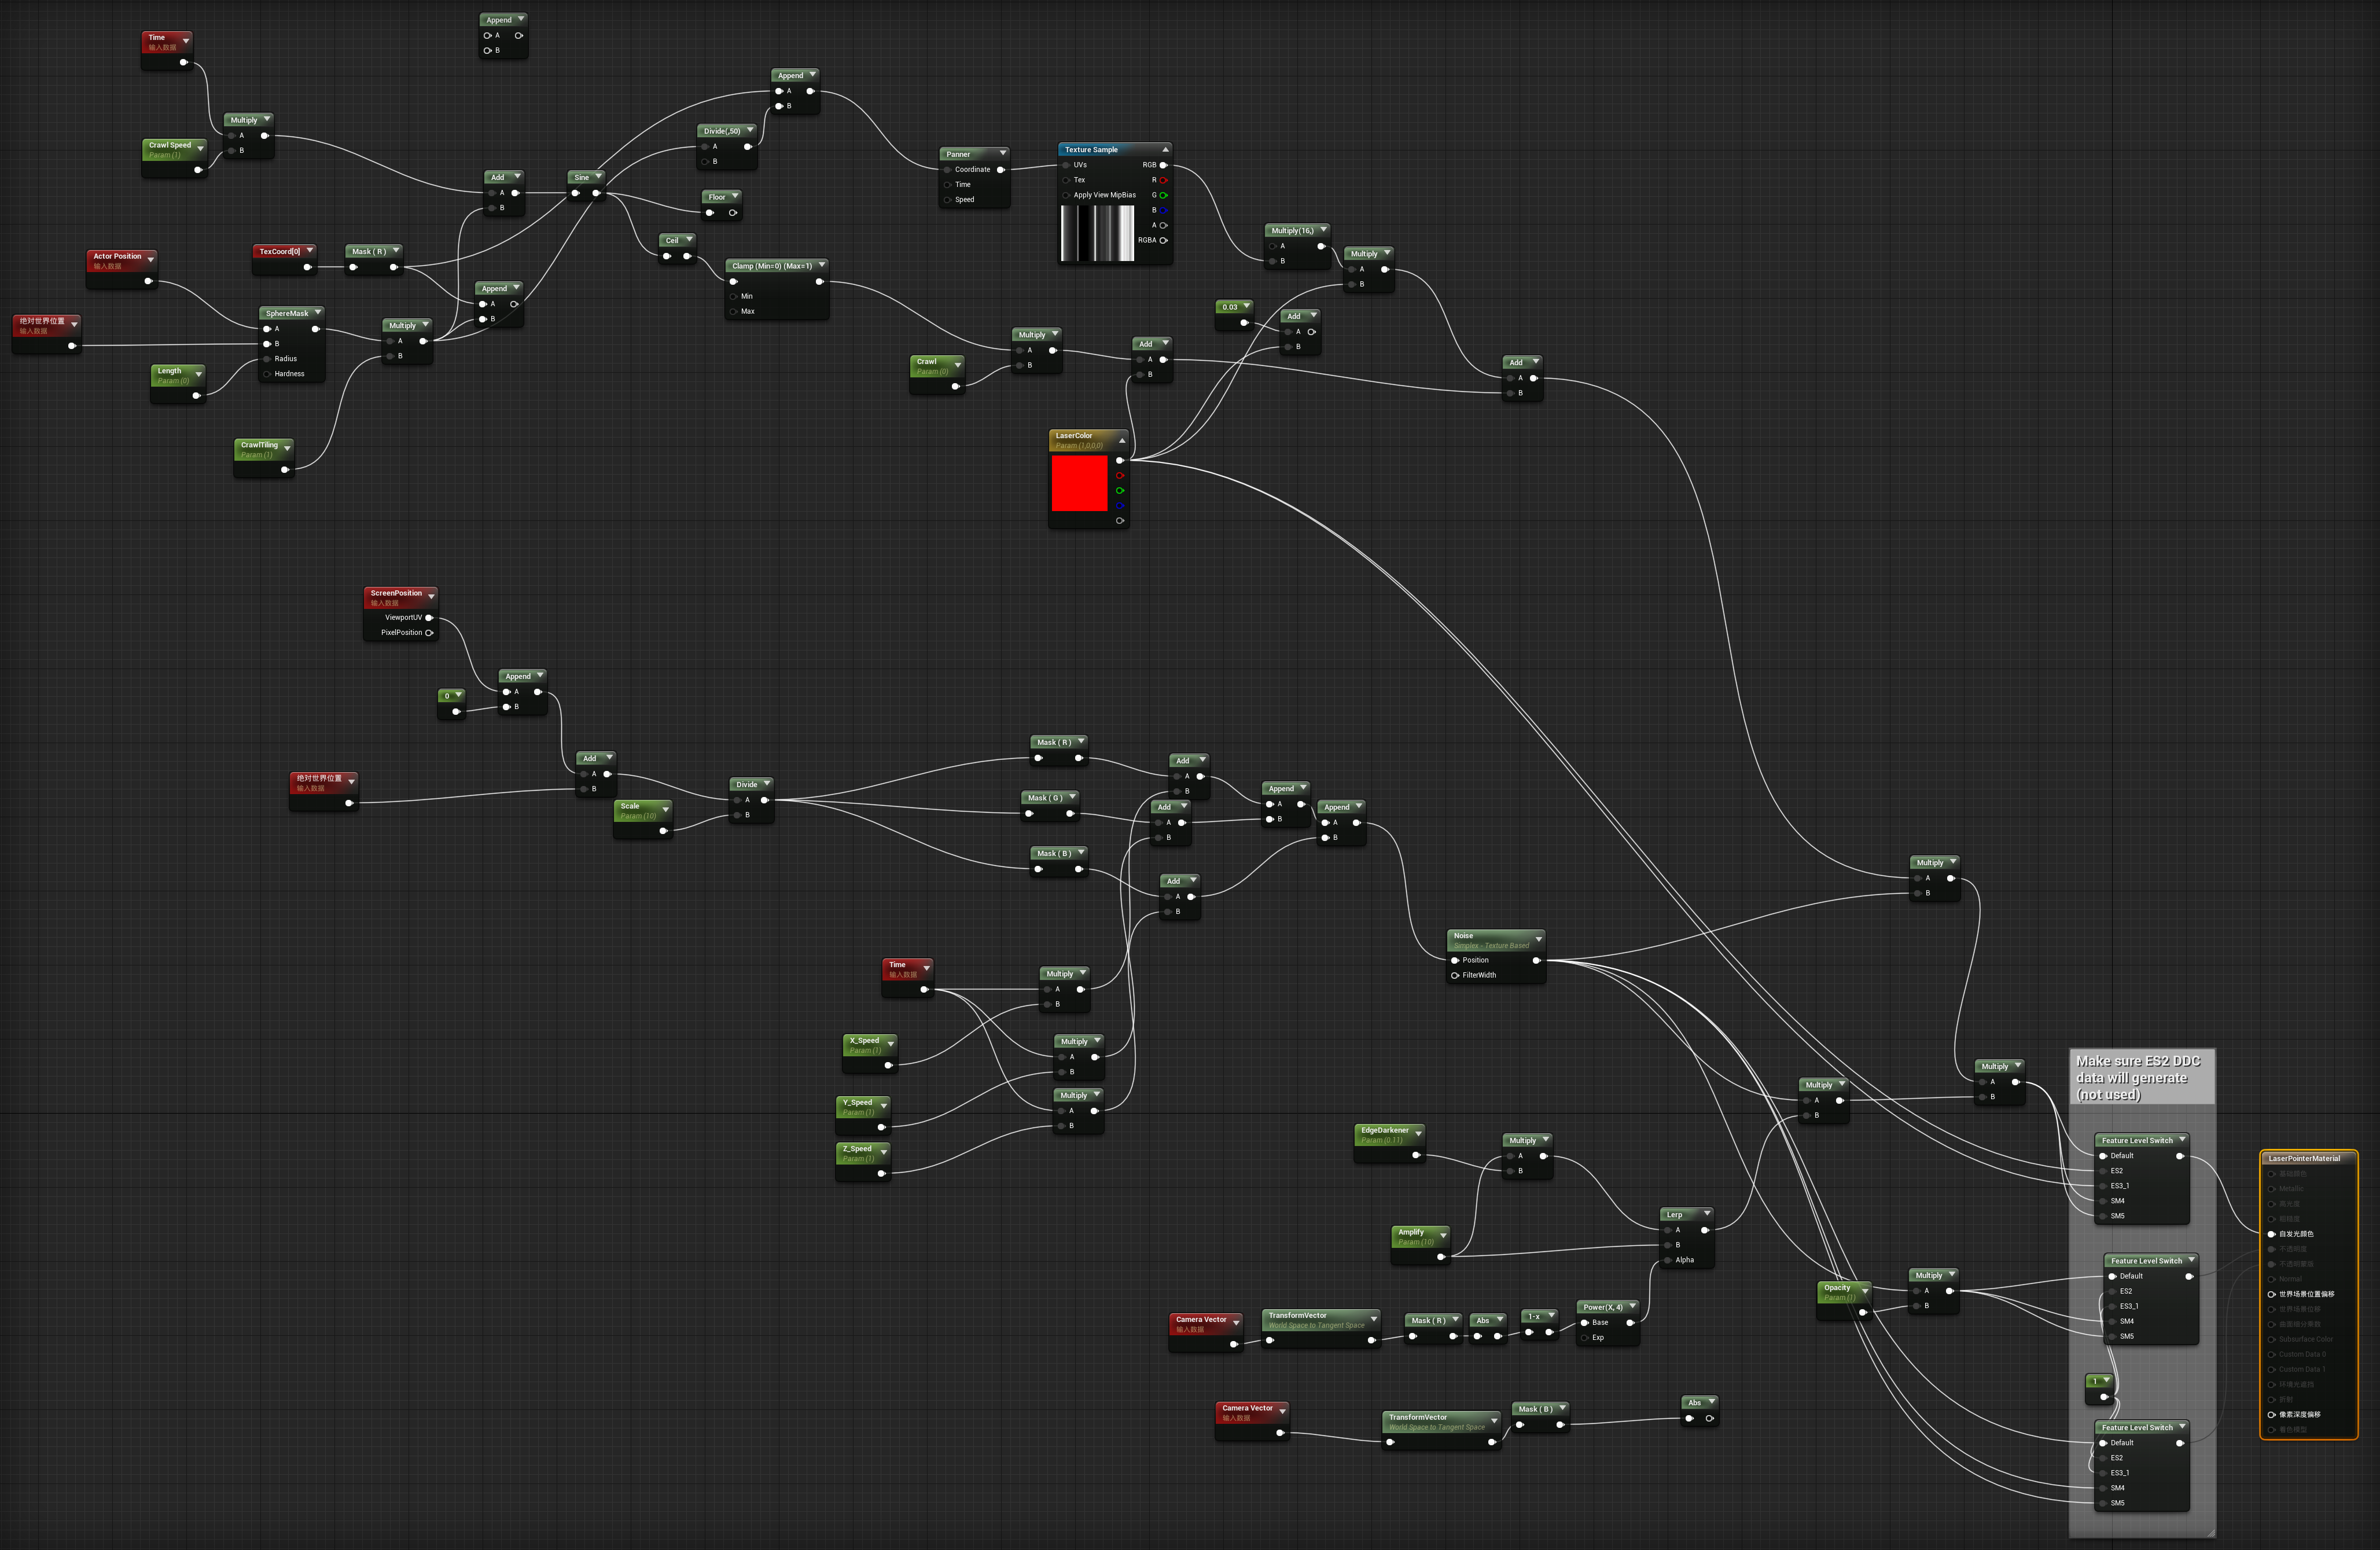 Append
A
B
Time
输入数据
Append
A
B
Multiply
A
B
Crawl Speed
Param (1)
Divide(,50)
A
B
Panner
Coordinate
Time
Speed
Texture Sample
UVs
RGB
Tex
R
Apply View MipBias
G
B
A
RGBA
Add
A
B
Sine
Floor
Ceil
Clamp (Min=0) (Max=1)
Min
Max
Multiply(16,)
A
B
Multiply
A
B
Actor Position
输入数据
TexCoord[0]
Mask ( R )
Append
A
B
绝对世界位置
输入数据
SphereMask
A
B
Radius
Hardness
Multiply
A
B
Length
Param (0)
CrawlTiling
Param (1)
0.03
Add
A
B
Crawl
Param (0)
Multiply
A
B
Add
A
B
Add
A
B
LaserColor
Param (1,0,0,0)
ScreenPosition
输入数据
ViewportUV
PixelPosition
0
Append
A
B
绝对世界位置
输入数据
Add
A
B
Scale
Param (10)
Divide
A
B
Mask ( R )
Mask ( G )
Mask ( B )
Add
A
B
Add
A
B
Add
A
B
Append
A
B
Append
A
B
Time
输入数据
X_Speed
Param (1)
Y_Speed
Param (1)
Z_Speed
Param (1)
Multiply
A
B
Multiply
A
B
Multiply
A
B
Noise
Simplex - Texture Based
Position
FilterWidth
Multiply
A
B
EdgeDarkener
Param (0.11)
Multiply
A
B
Amplify
Param (10)
Lerp
A
B
Alpha
Multiply
A
B
Multiply
A
B
Camera Vector
输入数据
TransformVector
World Space to Tangent Space
Mask ( R )
Abs
1-x
Power(X, 4)
Base
Exp
Camera Vector
输入数据
TransformVector
World Space to Tangent Space
Mask ( B )
Abs
Opacity
Param (1)
Multiply
A
B
Make sure ES2 DDC
data will generate
(not used)
Feature Level Switch
Default
ES2
ES3_1
SM4
SM5
Feature Level Switch
Default
ES2
ES3_1
SM4
SM5
1
Feature Level Switch
Default
ES2
ES3_1
SM4
SM5
LaserPointerMaterial
基础颜色
Metallic
高光度
粗糙度
自发光颜色
不透明度
不透明蒙版
Normal
世界场景位置偏移
世界场景位移
曲面细分乘数
Subsurface Color
Custom Data 0
Custom Data 1
环境光遮挡
折射
像素深度偏移
着色模型